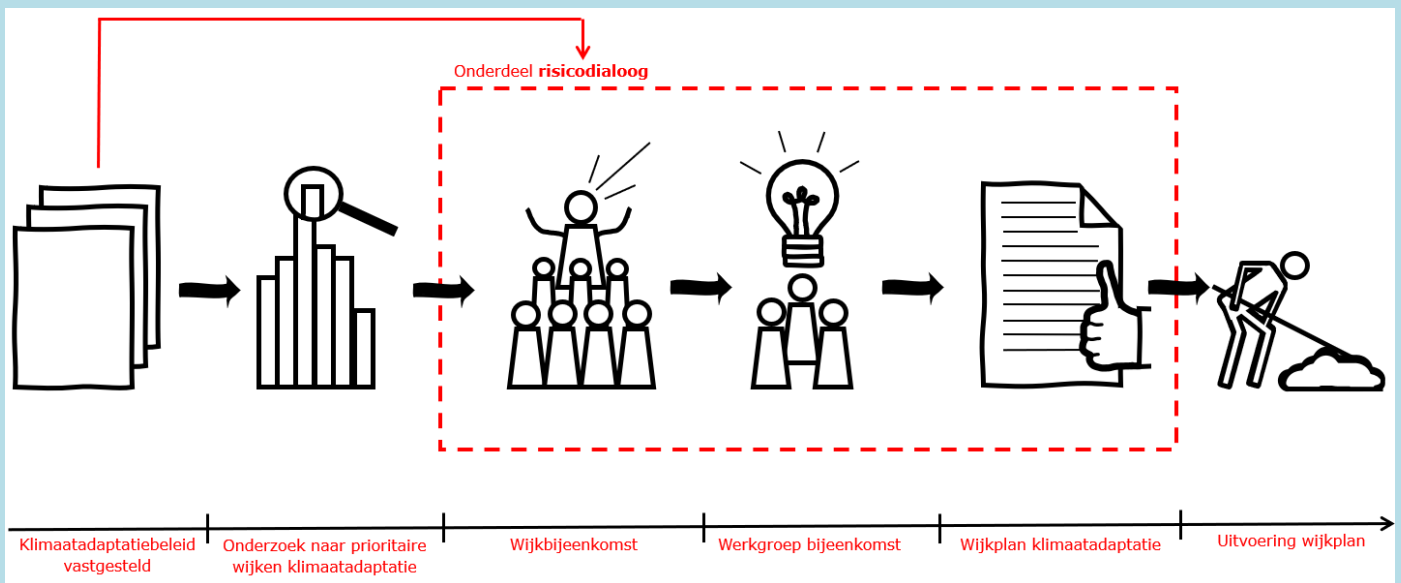 Onderdeel risicodialoog
Klimaatadaptatiebeleid
vastgesteld
Onderzoek naar prioritaire
wijken klimaatadaptatie
Wijkbijeenkomst
Werkgroep bijeenkomst
Wijkplan klimaatadaptatie
Uitvoering wijkplan